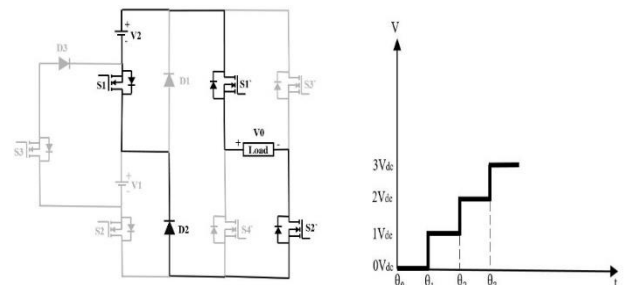 V2
D3
S1
D1
S1'
S3'
S3
V0
Load
V1
S2
D2
S4'
S2'
V
3Vdc
2Vdc
1Vdc
0Vdc
θ₀ θ₁ θ₂ θ₃ t